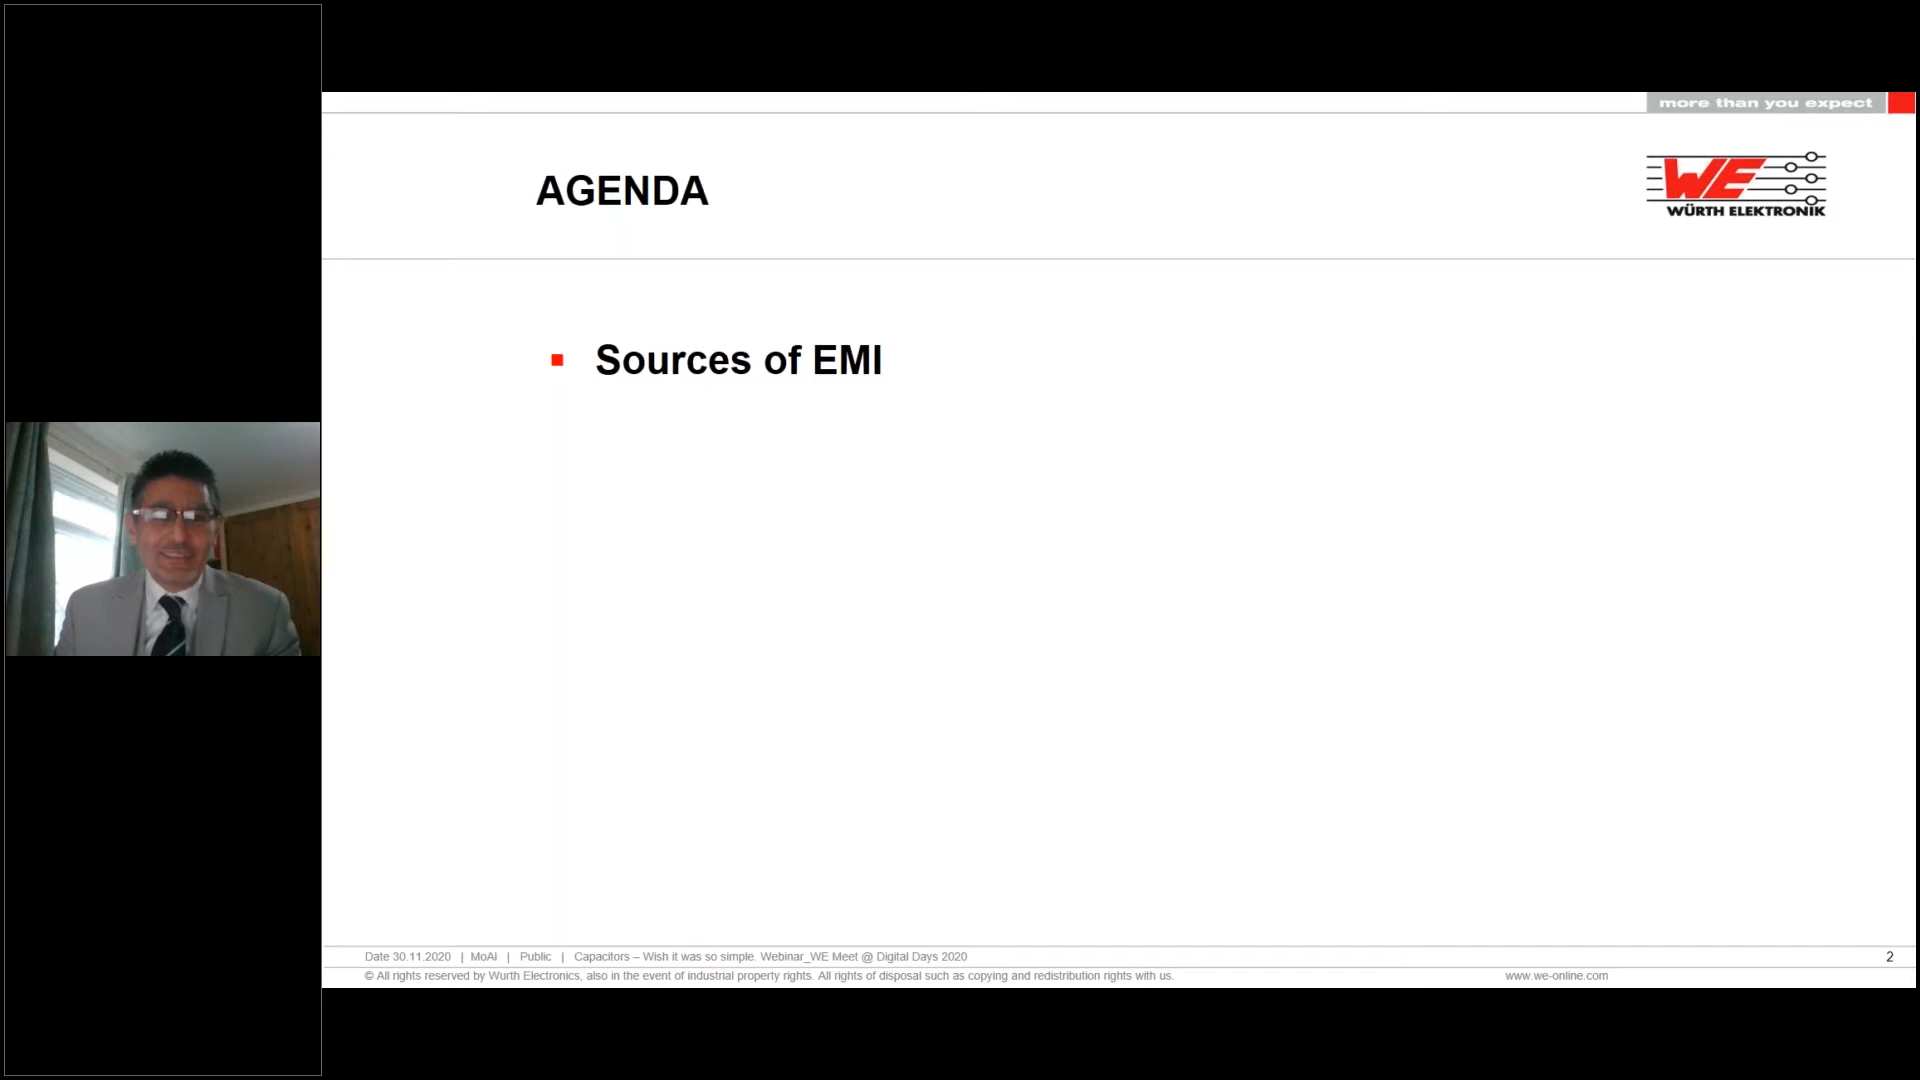 more than you expect
AGENDA
WE
WÜRTH ELEKTRONIK
Sources of EMI
Date 30.11.2020 | MoAl | Public | Capacitors – Wish it was so simple. Webinar_WE Meet @ Digital Days 2020
2
© All rights reserved by Wurth Electronics, also in the event of industrial property rights. All rights of disposal such as copying and redistribution rights with us.
www.we-online.com